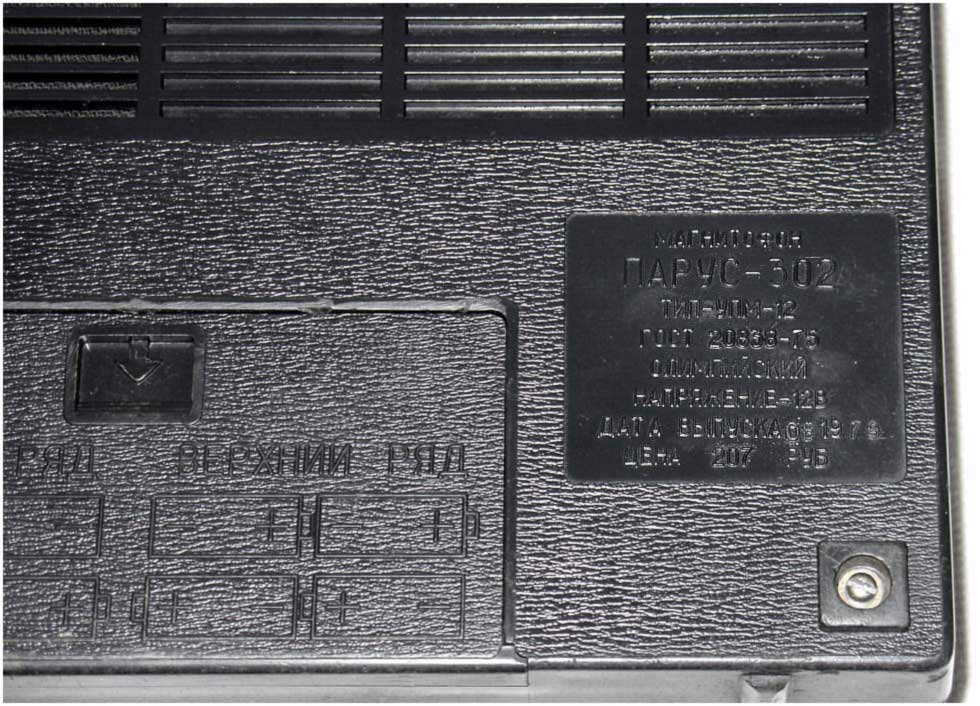 МАГНИТОФОН
ПАРУС-302
ТИП-УПМ-12
ГОСТ 20838-75
ОЛИМПИЙСКИЙ
НАПРЯЖЕНИЕ-12В
ДАТА ВЫПУСКА 1979
ЦЕНА 207 РУБ
РЯД ВЕРХНИЙ РЯД
- - + - +
+ - + -